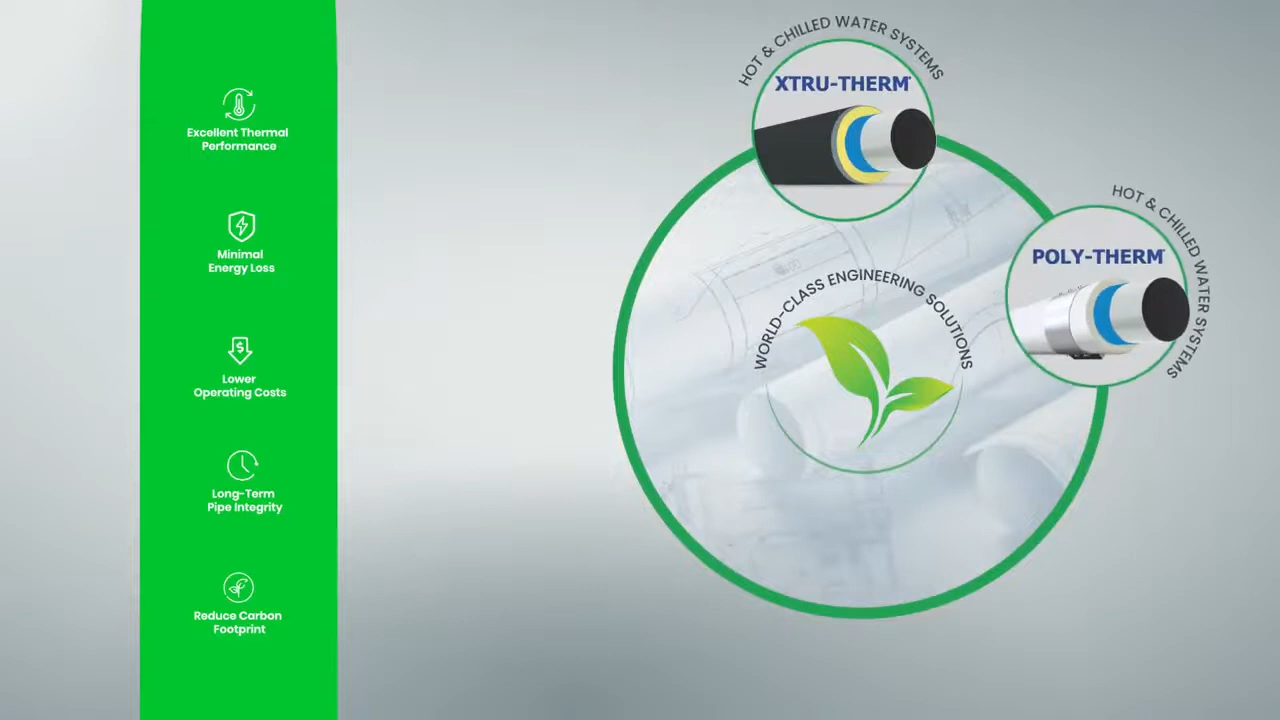 Excellent Thermal
Performance
Minimal
Energy Loss
Lower
Operating Costs
Long-Term
Pipe Integrity
Reduce Carbon
Footprint
HOT & CHILLED WATER SYSTEMS
XTRU-THERM
HOT & CHILLED WATER SYSTEMS
POLY-THERM
WORLD-CLASS ENGINEERING SOLUTIONS